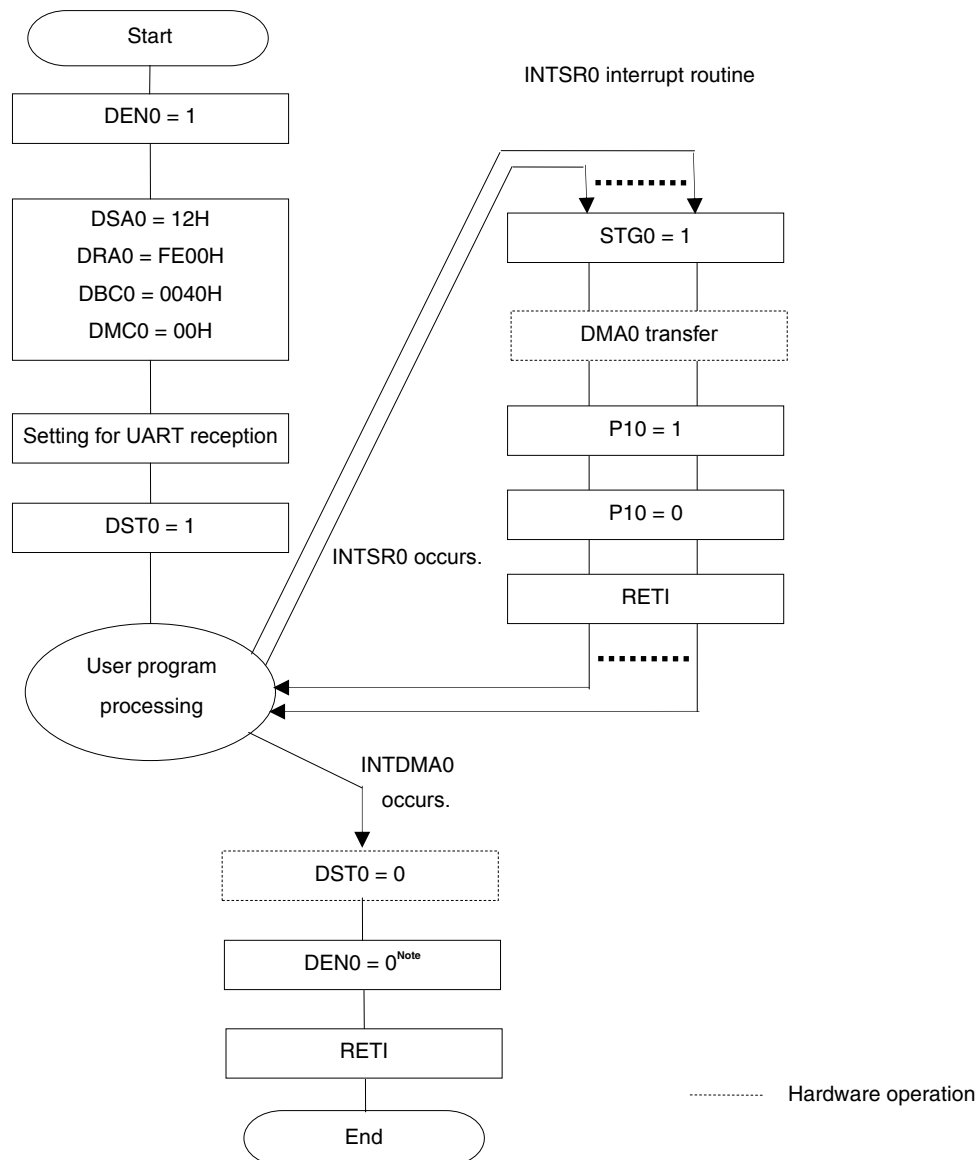 Start
DEN0 = 1
DSA0 = 12H
DRA0 = FE00H
DBC0 = 0040H
DMC0 = 00H
Setting for UART reception
DST0 = 1
User program
processing
INTSR0 occurs.
INTSR0 interrupt routine
STG0 = 1
DMA0 transfer
P10 = 1
P10 = 0
RETI
INTDMA0
occurs.
DST0 = 0
DEN0 = 0Note
RETI
End
Hardware operation